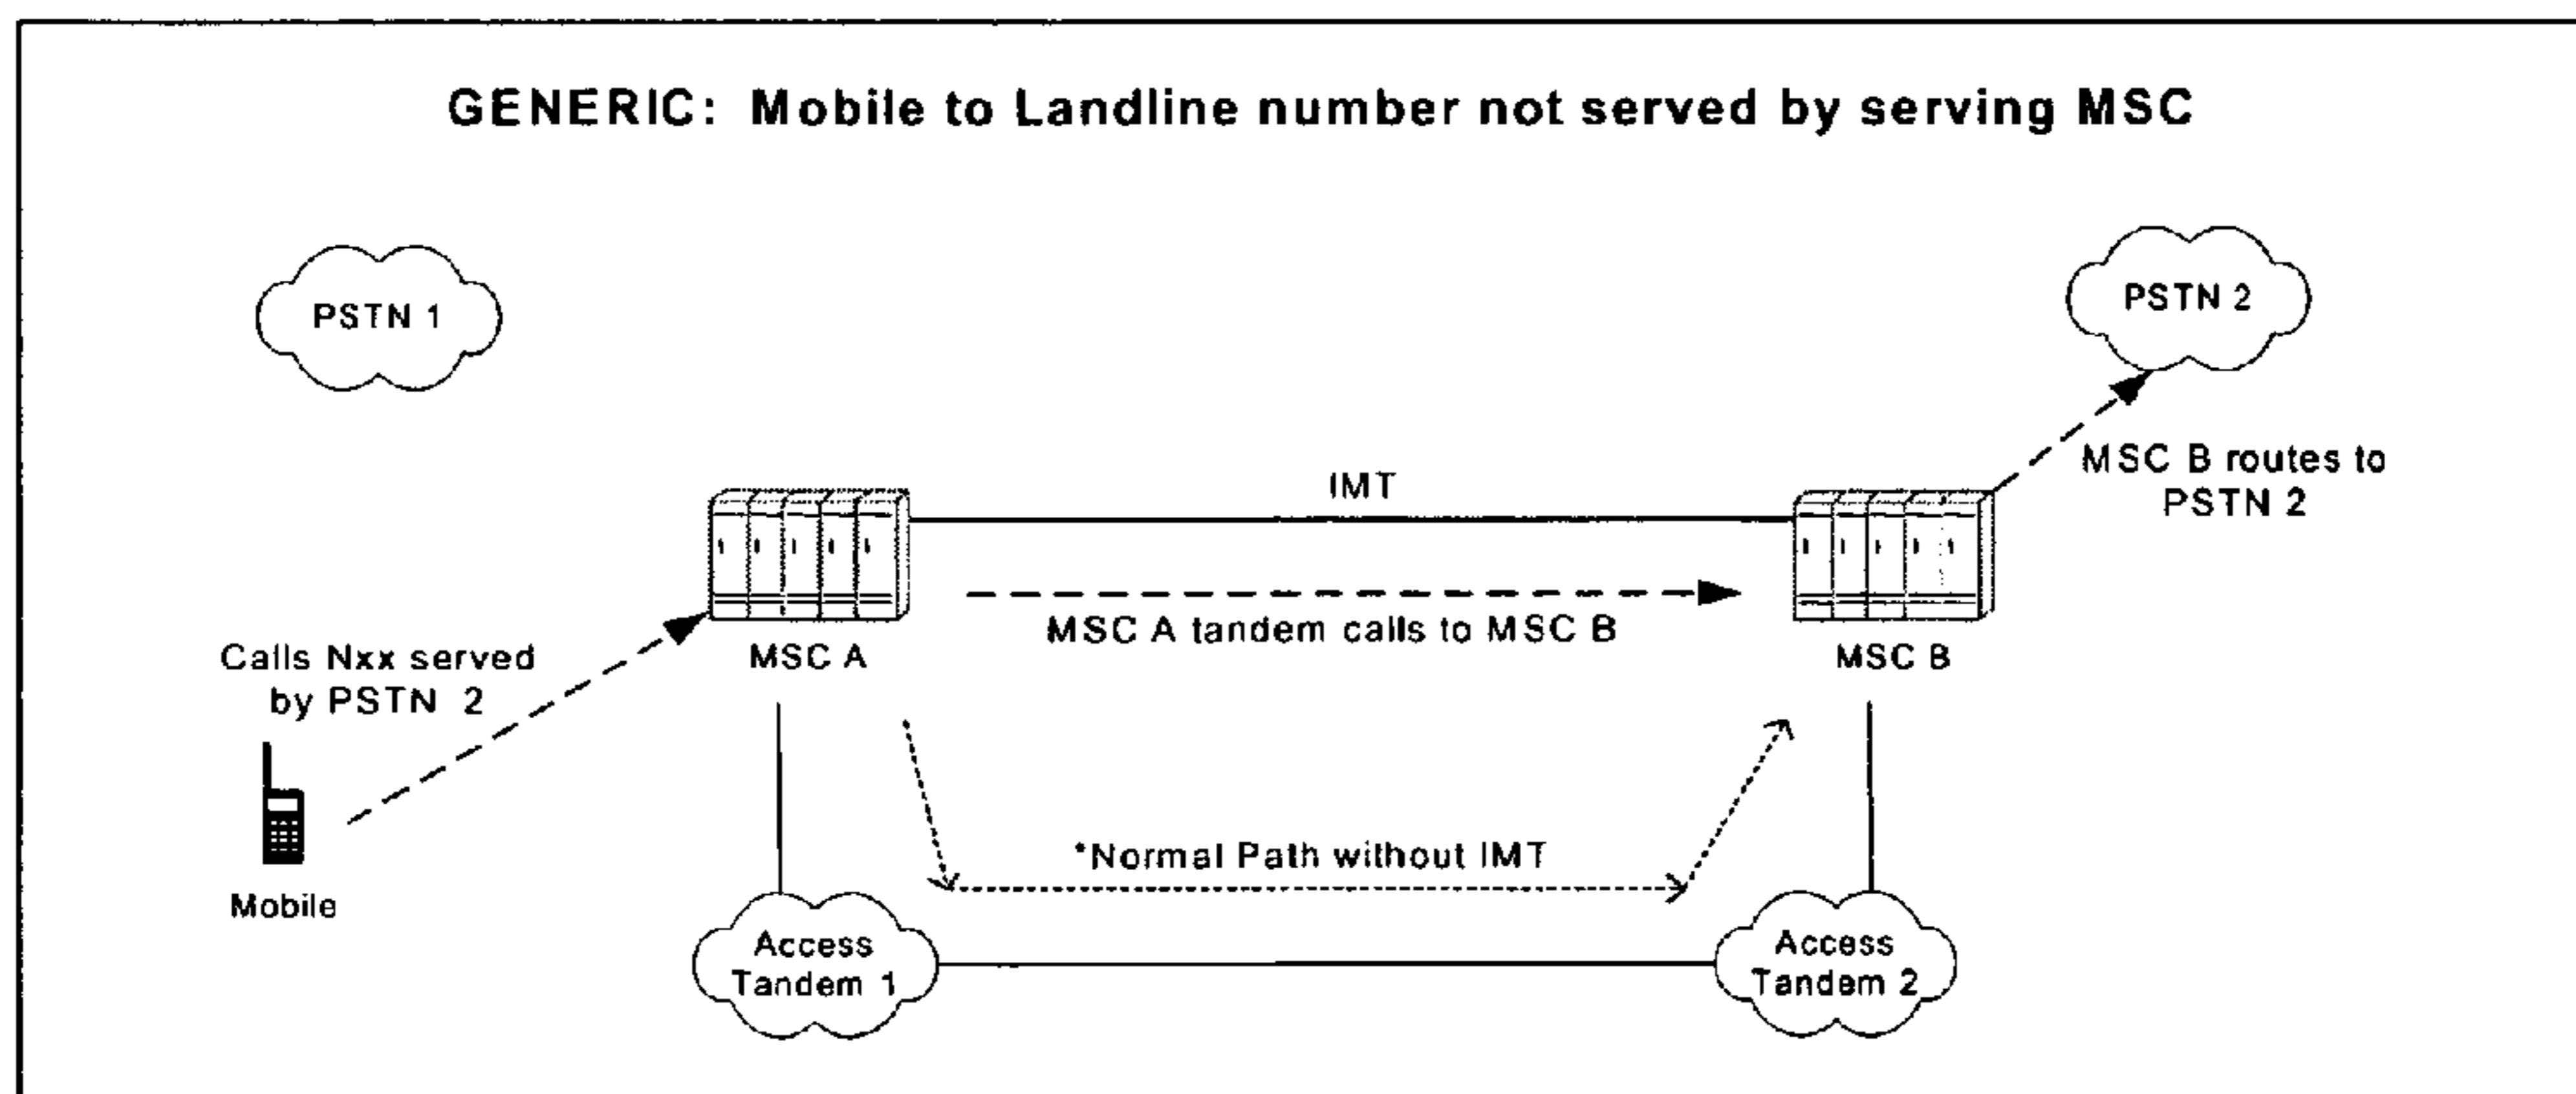 GENERIC: Mobile to Landline number not served by serving MSC
PSTN 1
PSTN 2
MSC B routes to
PSTN 2
IMT
MSC A tandem calls to MSC B
MSC A
MSC B
Calls Nxx served
by PSTN 2
*Normal Path without IMT
Mobile
Access
Tandem 1
Access
Tandem 2